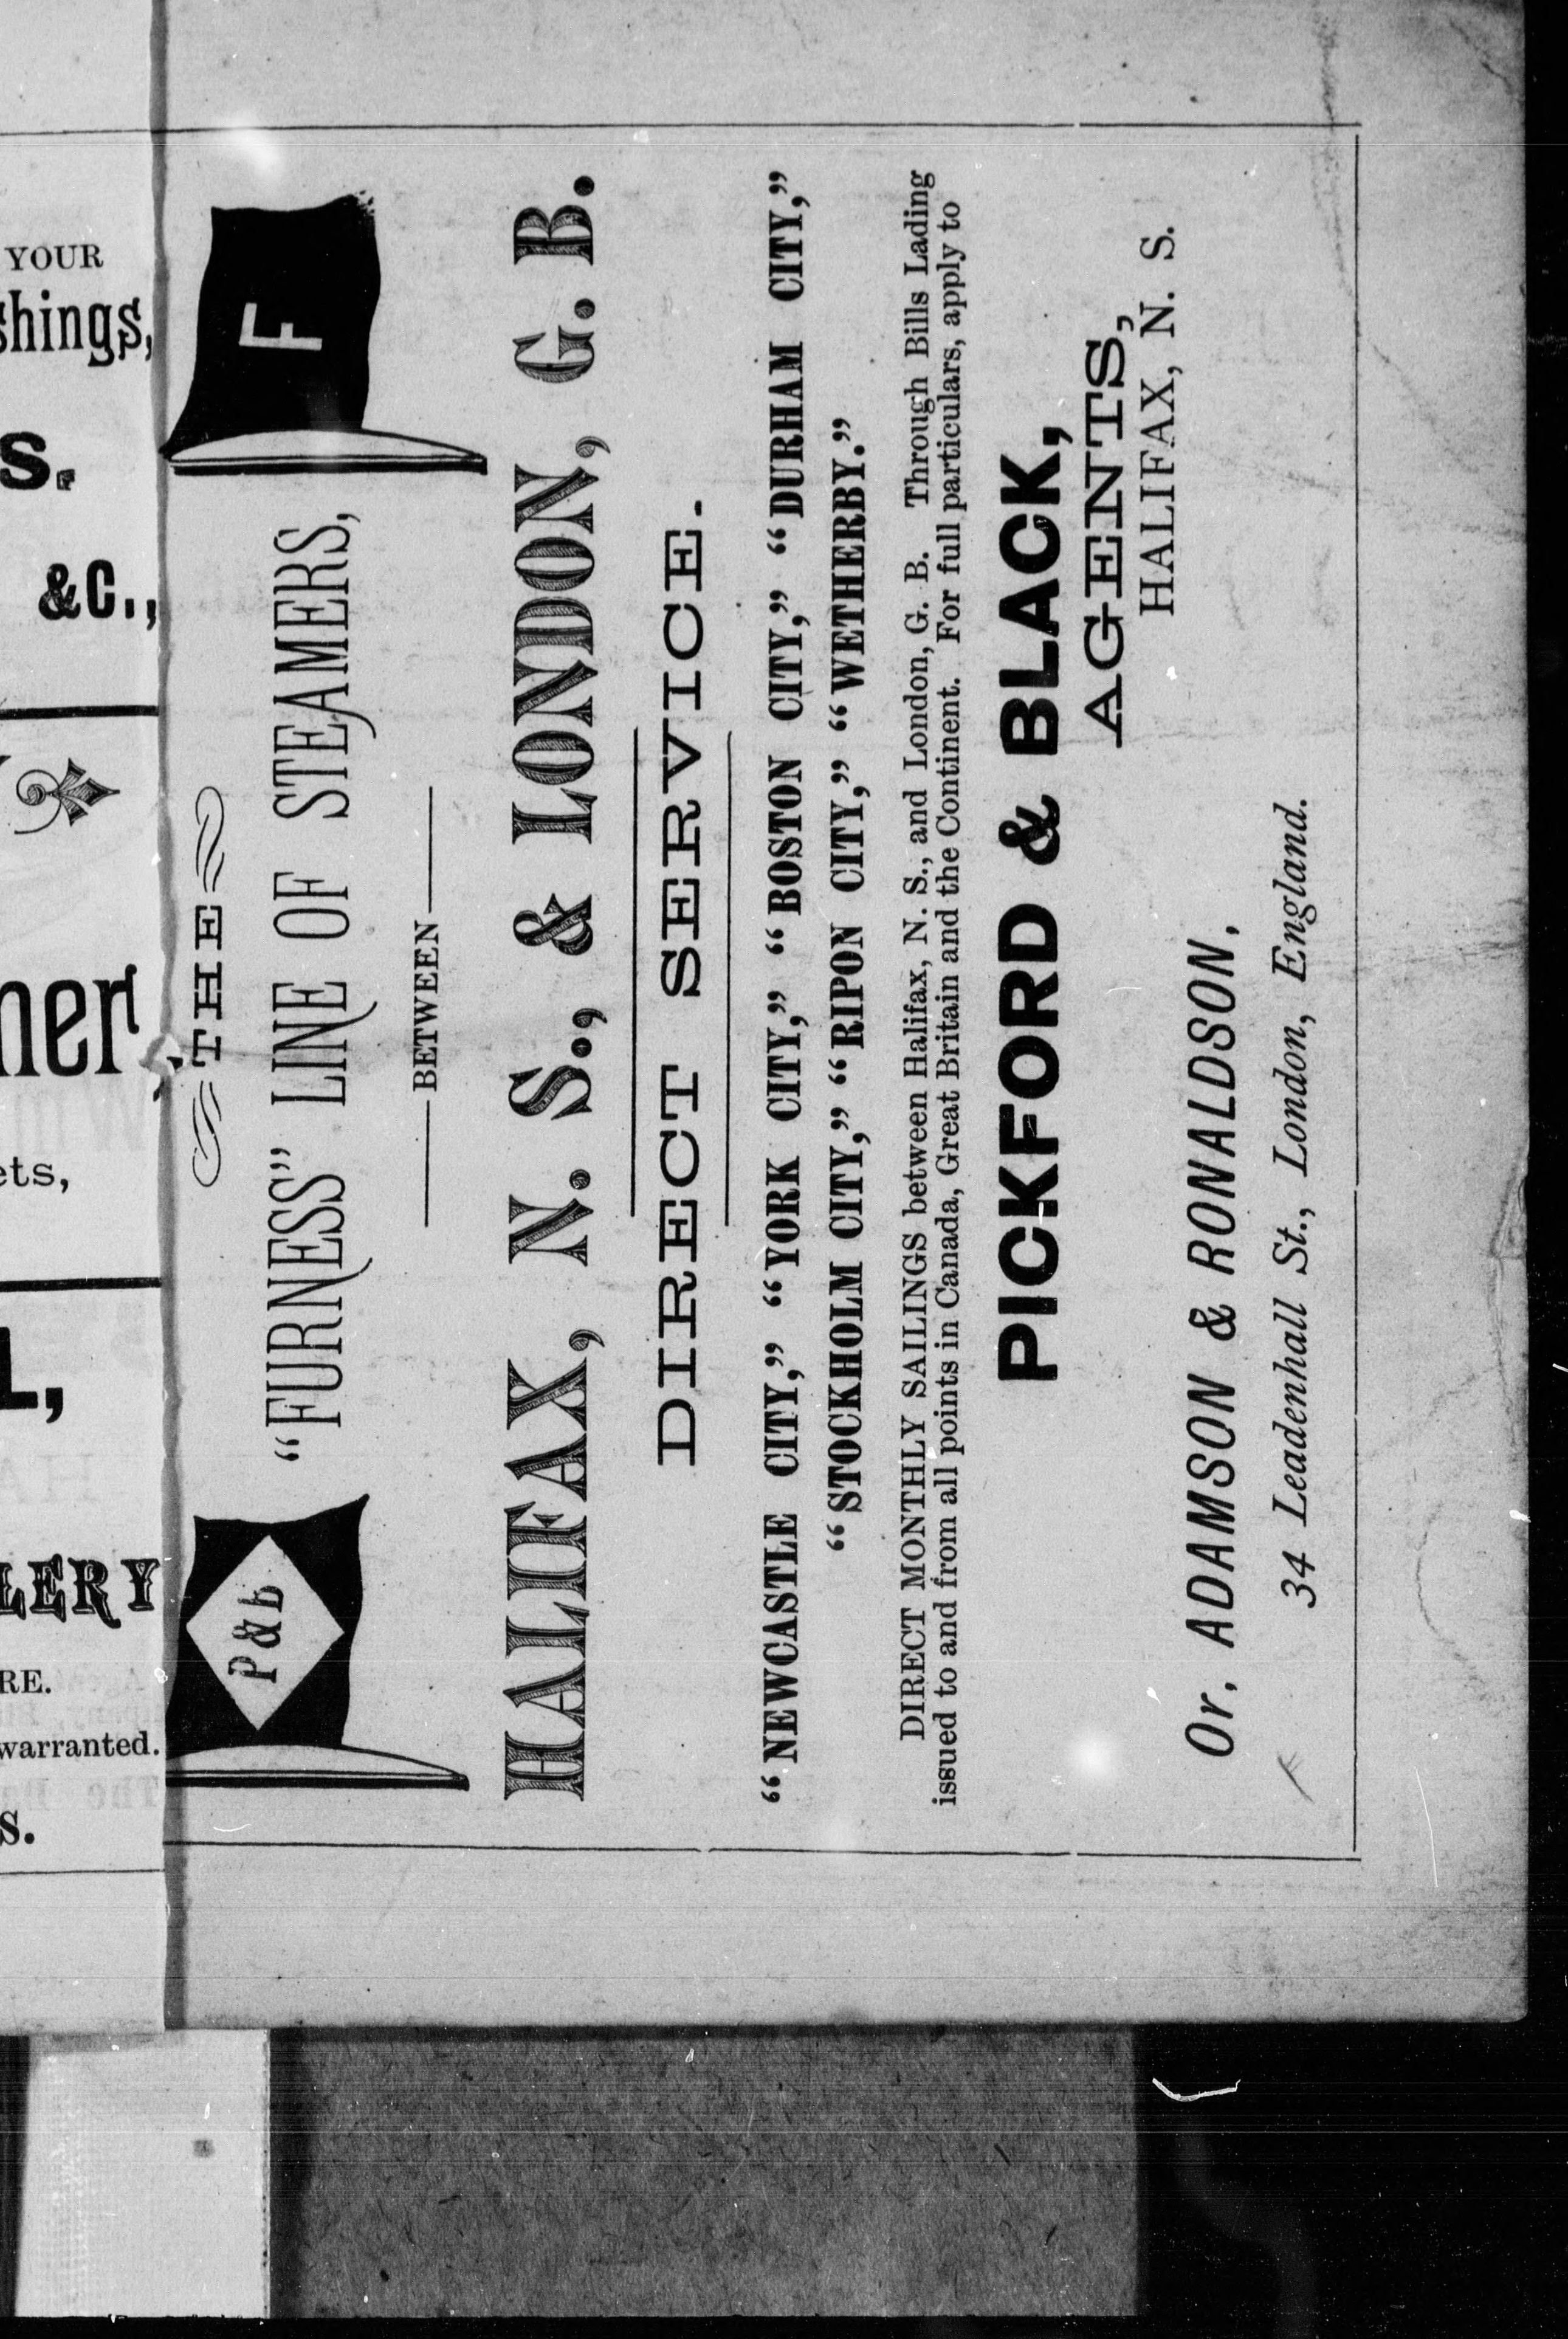 YOUR
shings,
S.
&C.,
ner
ets,
L,
LERY
RE.
warranted.
S.
THE
"FURNESS" LINE OF STEAMERS,
P & b
F
BETWEEN
HALIFAX, N. S., & LONDON, G. B.
DIRECT SERVICE.
"NEWCASTLE CITY," "YORK CITY," "BOSTON CITY," "DURHAM CITY,"
"STOCKHOLM CITY," "RIPON CITY," "WETHERBY."
DIRECT MONTHLY SAILINGS between Halifax, N. S., and London, G. B. Through Bills Lading
issued to and from all points in Canada, Great Britain and the Continent. For full particulars, apply to
PICKFORD & BLACK,
AGENTS,
HALIFAX, N. S.
Or, ADAMSON & RONALDSON,
34 Leadenhall St., London, England.